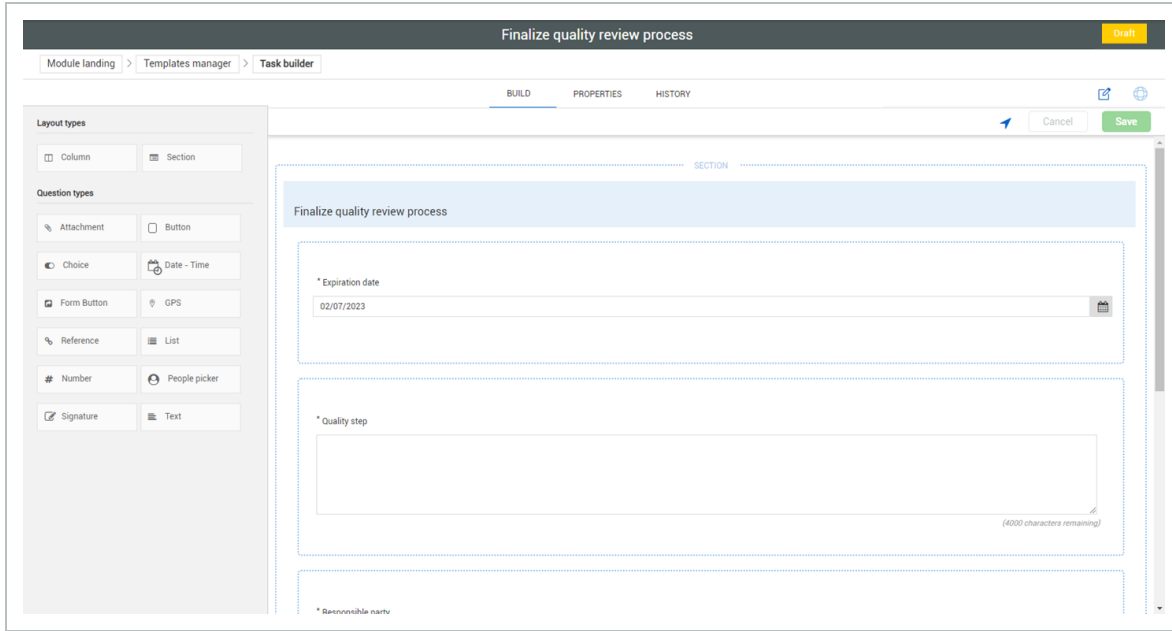 Finalize quality review process
Draft
Module landing > Templates manager > Task builder
BUILD PROPERTIES HISTORY
Cancel Save
Layout types
Column Section
Question types
Attachment Button
Choice Date - Time
Form Button GPS
Reference List
Number People picker
Signature Text
SECTION
Finalize quality review process
* Expiration date
02/07/2023
* Quality step
(4000 characters remaining)
* Responsible party